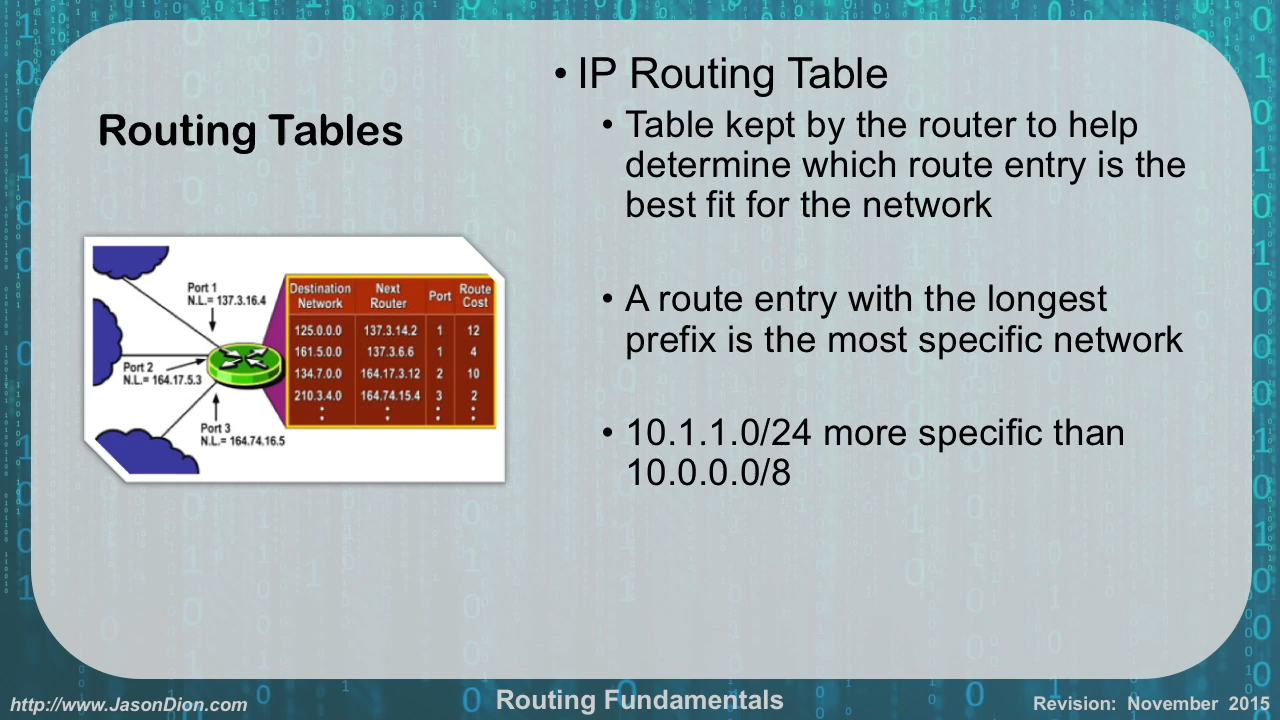 Routing Tables
• IP Routing Table
• Table kept by the router to help
determine which route entry is the
best fit for the network
• A route entry with the longest
prefix is the most specific network
• 10.1.1.0/24 more specific than
10.0.0.0/8
Port 1
N.L.= 137.3.16.4
Port 2
N.L.= 164.17.5.3
Port 3
N.L.= 164.74.16.5
Destination Network Next Router Port Route Cost
125.0.0.0 137.3.14.2 1 12
161.5.0.0 137.3.6.6 1 4
134.7.0.0 164.17.3.12 2 10
210.3.4.0 164.74.15.4 3 2
http://www.JasonDion.com
Routing Fundamentals
Revision: November 2015